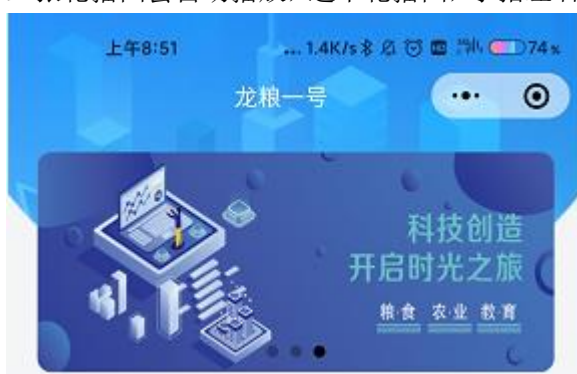 上午8:51
... 1.4K/s 74%
龙粮一号
科技创造
开启时光之旅
粮·食 农·业 教·育